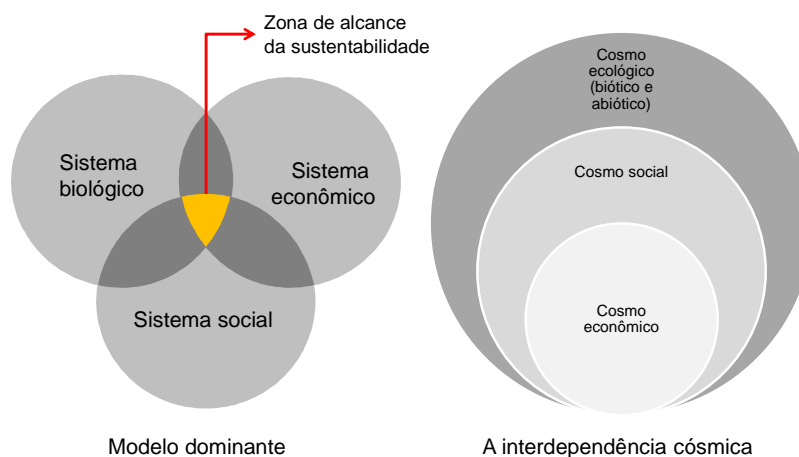 Zona de alcance
da sustentabilidade
Sistema
biológico
Sistema
econômico
Sistema social
Modelo dominante
Cosmo
ecológico
(biótico e
abiótico)
Cosmo social
Cosmo
econômico
A interdependência cósmica